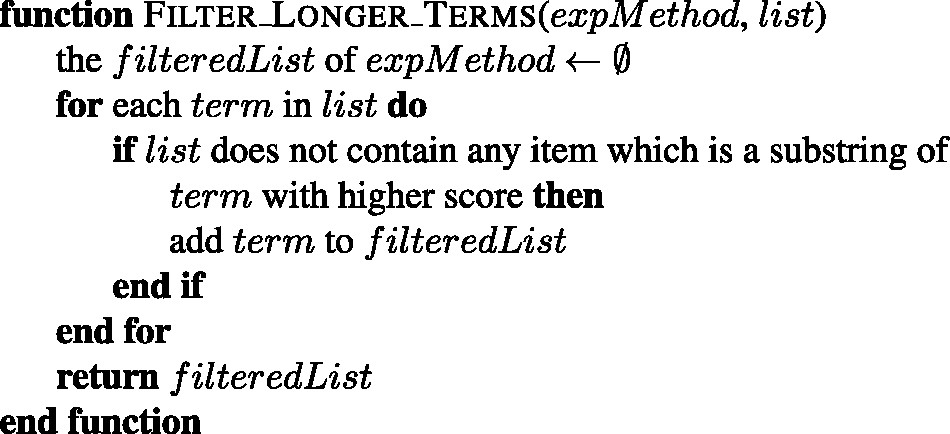 function FILTER_LONGER_TERMS(expMethod, list)
the filteredList of expMethod ← ∅
for each term in list do
if list does not contain any item which is a substring of
term with higher score then
add term to filteredList
end if
end for
return filteredList
end function